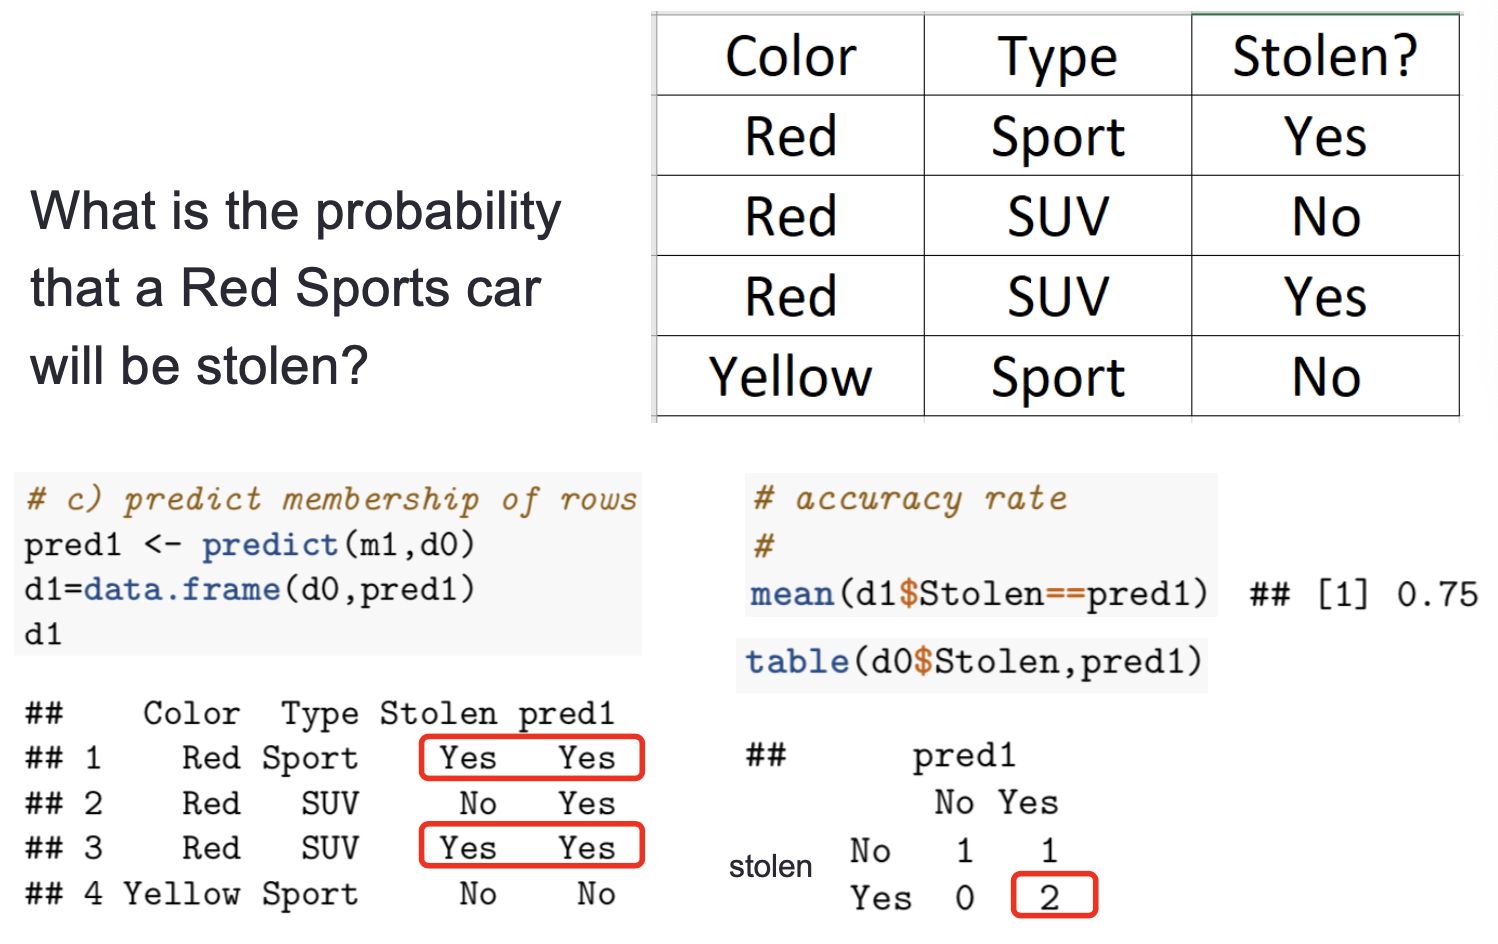 What is the probability
that a Red Sports car
will be stolen?
Color Type Stolen?
Red Sport Yes
Red SUV No
Red SUV Yes
Yellow Sport No
# c) predict membership of rows
pred1 <- predict(m1,d0)
d1=data.frame(d0,pred1)
d1
## Color Type Stolen pred1
## 1 Red Sport Yes Yes
## 2 Red SUV No Yes
## 3 Red SUV Yes Yes
## 4 Yellow Sport No No
# accuracy rate
#
mean(d1$Stolen==pred1) ## [1] 0.75
table(d0$Stolen,pred1)
## pred1
No Yes
No 1 1
stolen
Yes 0 2